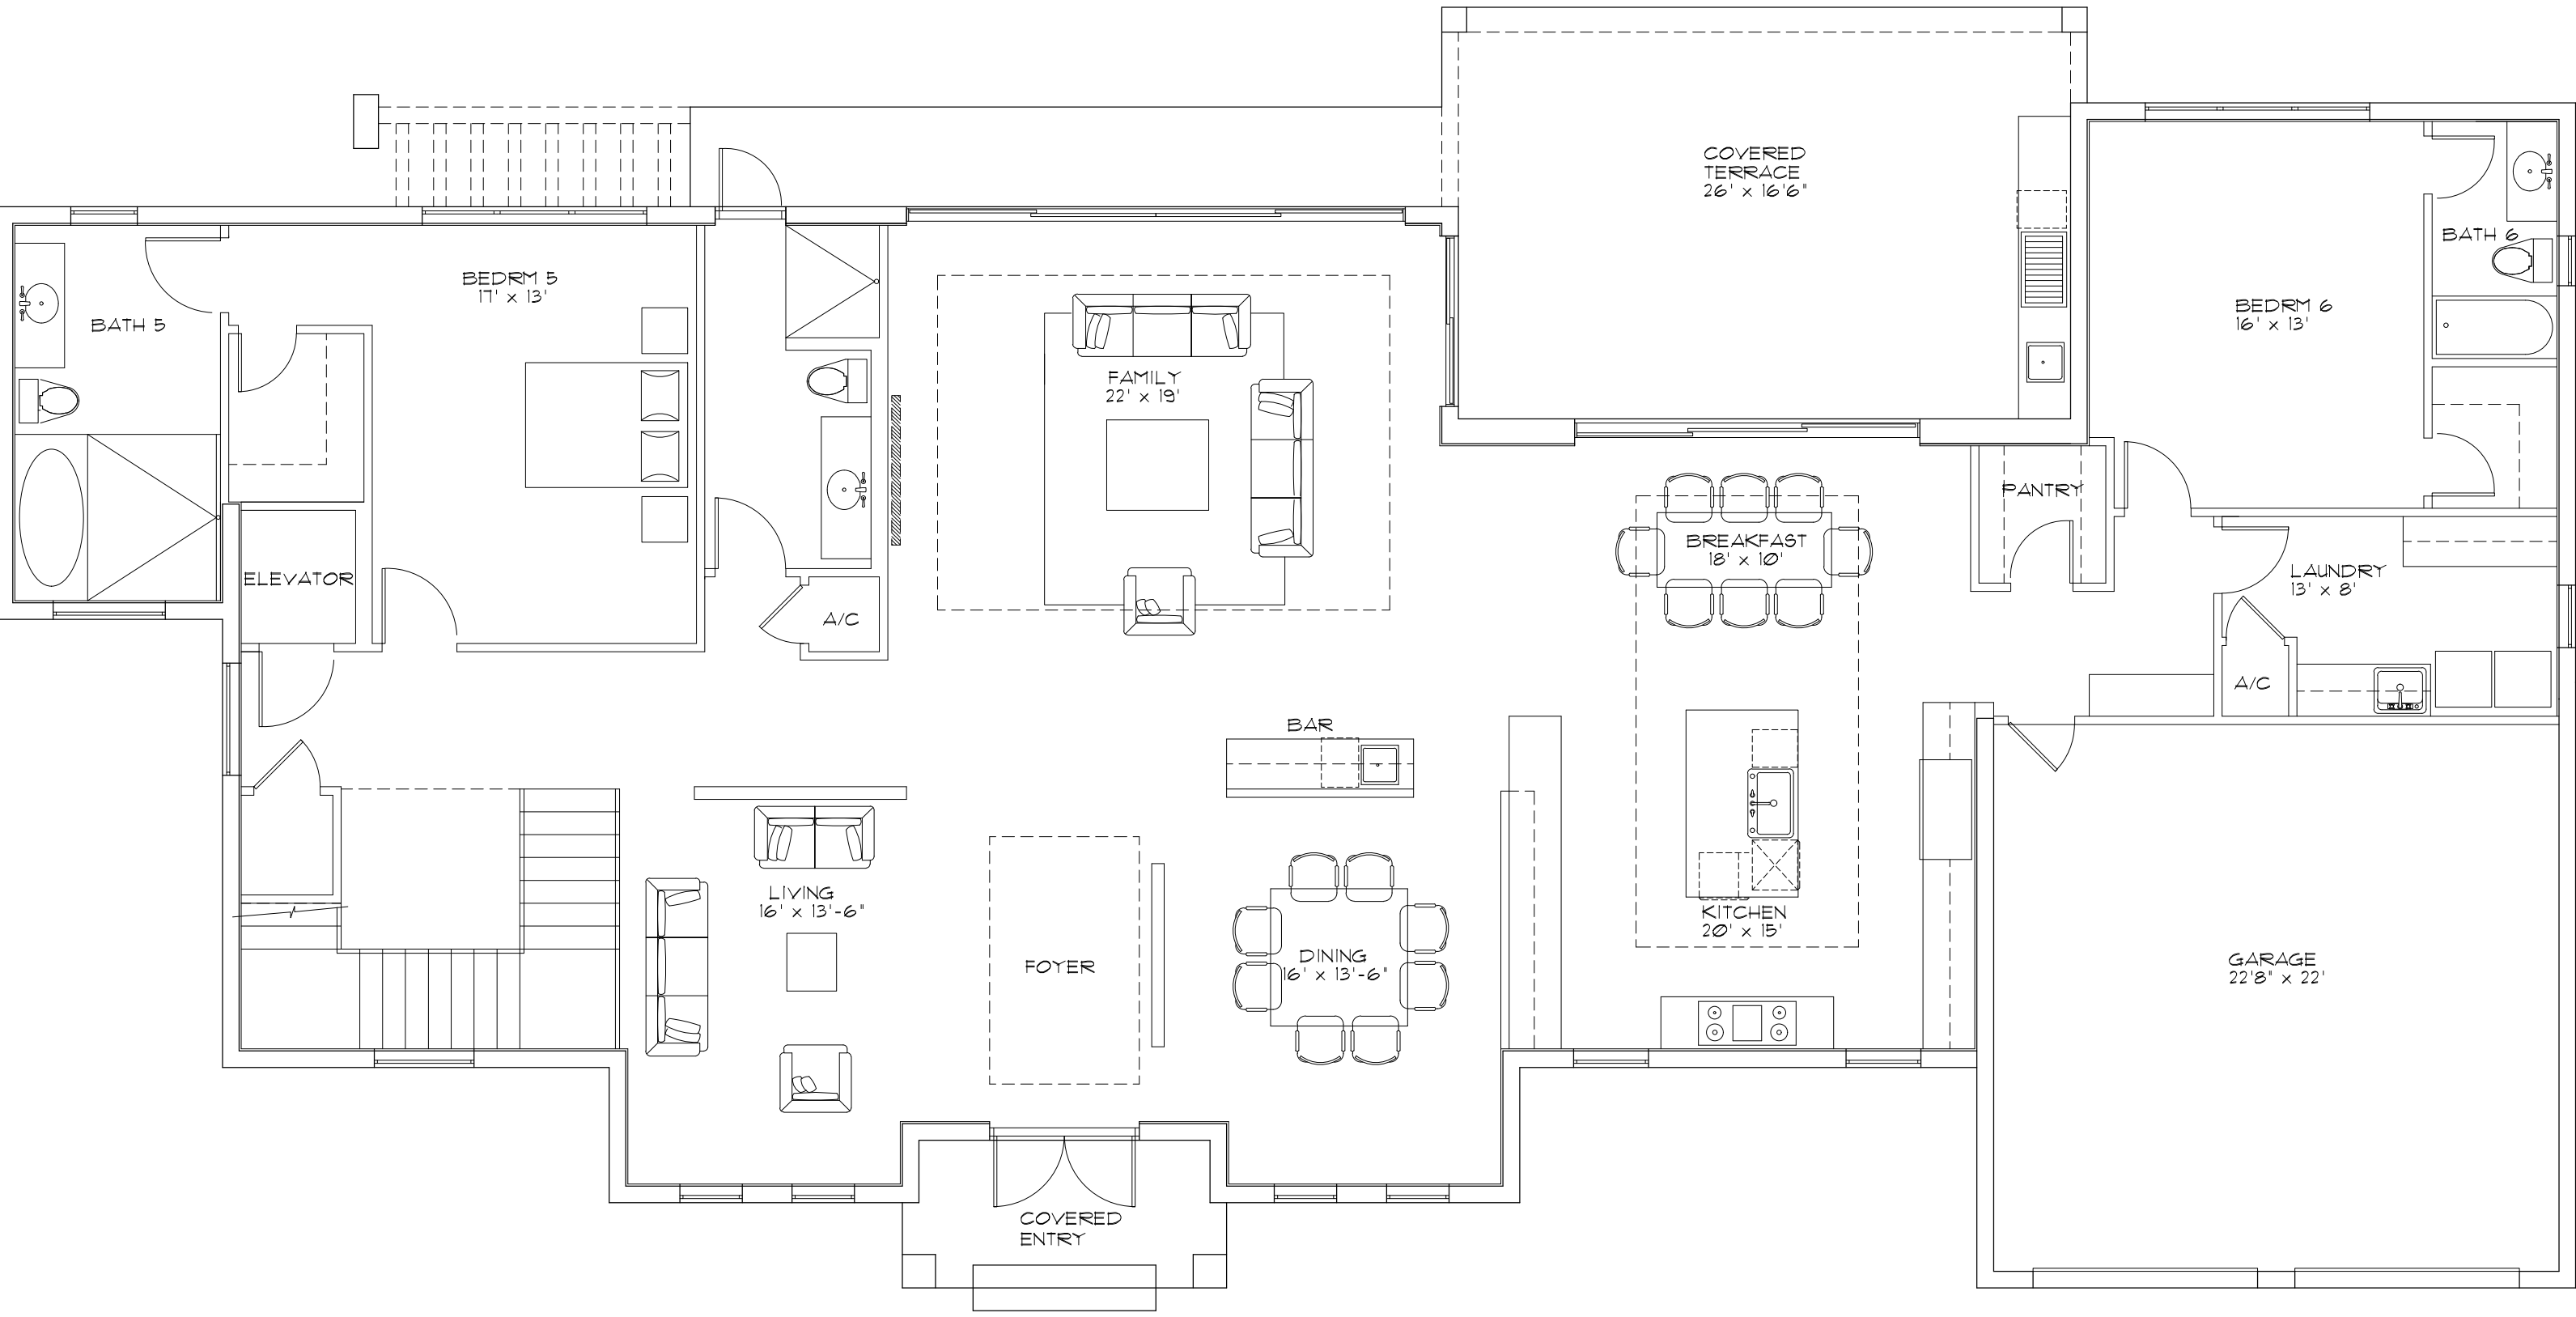 COVERED
TERRACE
26' x 16'6"
BATH 6
BEDRM 5
17' x 13'
BATH 5
BEDRM 6
16' x 13'
FAMILY
22' x 19'
PANTRY
BREAKFAST
18' x 10'
ELEVATOR
LAUNDRY
13' x 8'
A/C
A/C
BAR
LIVING
16' x 13'-6"
KITCHEN
20' x 15'
FOYER
DINING
16' x 13'-6"
GARAGE
22'8" x 22'
COVERED
ENTRY